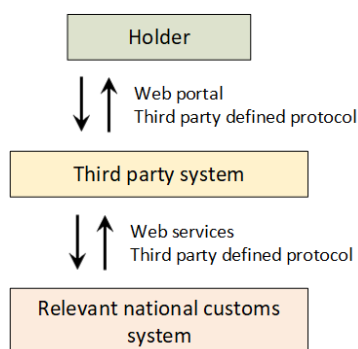 Holder
Web portal
Third party defined protocol
Third party system
Web services
Third party defined protocol
Relevant national customs
system